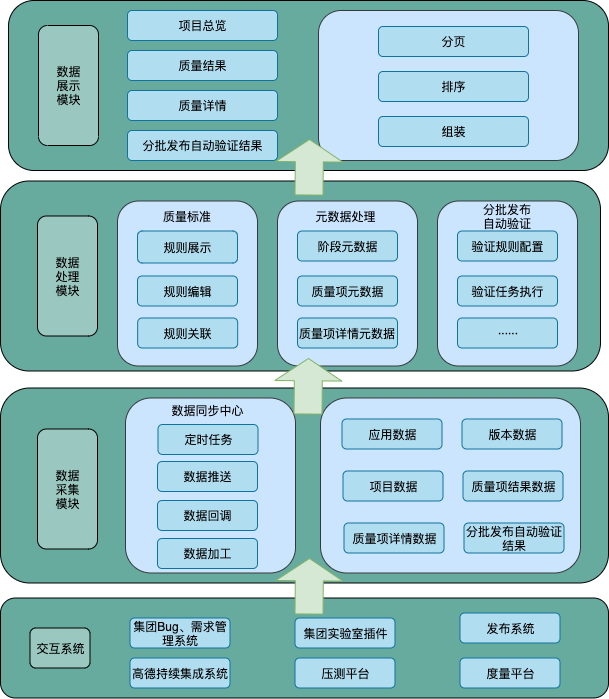 数据
展示
模块
项目总览
质量结果
质量详情
分批发布自动验证结果
分页
排序
组装
数据
处理
模块
质量标准
规则展示
规则编辑
规则关联
元数据处理
阶段元数据
质量项元数据
质量项详情元数据
分批发布
自动验证
验证规则配置
验证任务执行
……
数据
采集
模块
数据同步中心
定时任务
数据推送
数据回调
数据加工
应用数据
版本数据
项目数据
质量项结果数据
质量项详情数据
分批发布自动验证
结果
交互系统
集团Bug、需求管
理系统
集团实验室插件
发布系统
高德持续集成系统
压测平台
度量平台